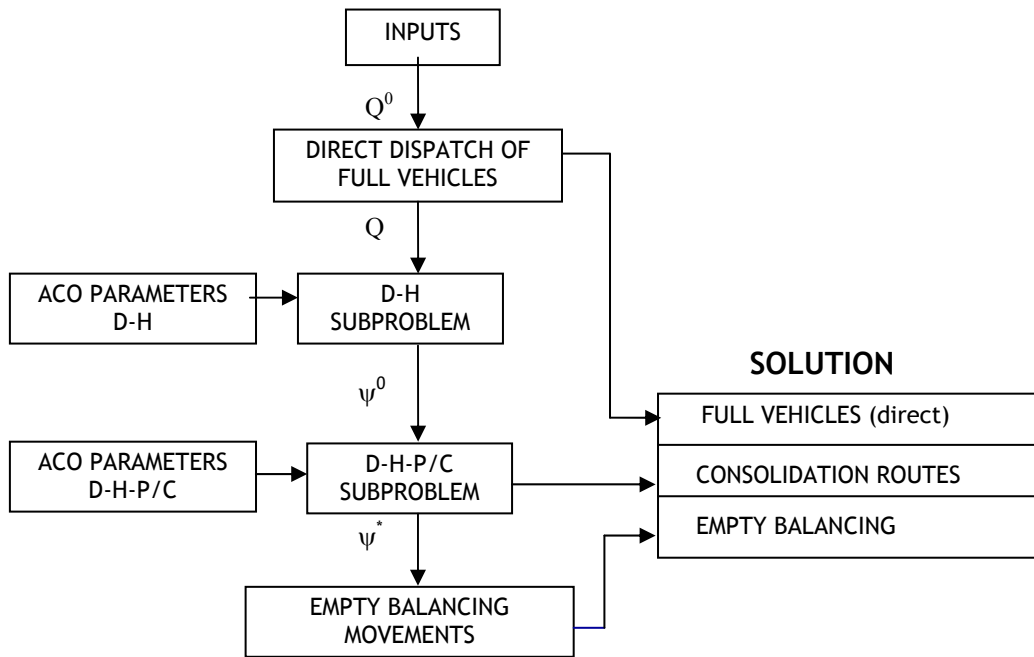 INPUTS
Q⁰
DIRECT DISPATCH OF
FULL VEHICLES
Q
ACO PARAMETERS
D-H
D-H
SUBPROBLEM
ψ⁰
SOLUTION
FULL VEHICLES (direct)
ACO PARAMETERS
D-H-P/C
D-H-P/C
SUBPROBLEM
CONSOLIDATION ROUTES
ψ*
EMPTY BALANCING
EMPTY BALANCING
MOVEMENTS